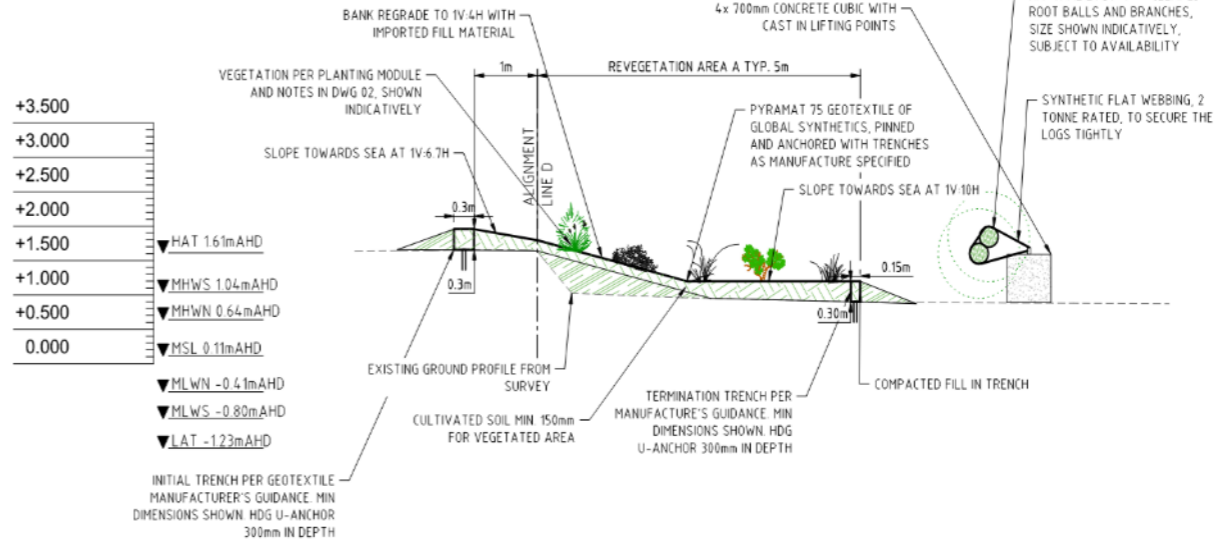 BANK REGRADE TO 1V:4H WITH
IMPORTED FILL MATERIAL
4x 700mm CONCRETE CUBIC WITH
CAST IN LIFTING POINTS
ROOT BALLS AND BRANCHES,
SIZE SHOWN INDICATIVELY,
SUBJECT TO AVAILABILITY
1m
REVEGETATION AREA A TYP. 5m
VEGETATION PER PLANTING MODULE
AND NOTES IN DWG 02, SHOWN
INDICATIVELY
SYNTHETIC FLAT WEBBING, 2
TONNE RATED, TO SECURE THE
LOGS TIGHTLY
PYRAMAT 75 GEOTEXTILE OF
GLOBAL SYNTHETICS, PINNED
AND ANCHORED WITH TRENCHES
AS MANUFACTURE SPECIFIED
SLOPE TOWARDS SEA AT 1V:6.7H
ALIGNMENT
LINE D
SLOPE TOWARDS SEA AT 1V:10H
+3.500
+3.000
+2.500
+2.000
+1.500
+1.000
+0.500
0.000
HAT 1.61mAHD
MHWS 1.04mAHD
MHWN 0.64mAHD
MSL 0.11mAHD
MLWN -0.41mAHD
MLWS -0.80mAHD
LAT -1.23mAHD
0.3m
0.3m
0.15m
0.30m
EXISTING GROUND PROFILE FROM
SURVEY
CULTIVATED SOIL MIN. 150mm
FOR VEGETATED AREA
TERMINATION TRENCH PER
MANUFACTURE'S GUIDANCE. MIN
DIMENSIONS SHOWN. HDG
U-ANCHOR 300mm IN DEPTH
COMPACTED FILL IN TRENCH
INITIAL TRENCH PER GEOTEXTILE
MANUFACTURER'S GUIDANCE. MIN
DIMENSIONS SHOWN. HDG U-ANCHOR
300mm IN DEPTH